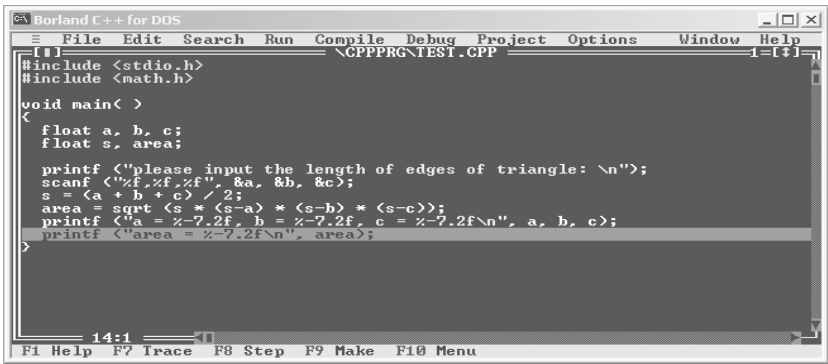 Borland C++ for DOS
≡ File Edit Search Run Compile Debug Project Options Window Help
[■] \CPPPRG\TEST.CPP 1=[↕]
#include <stdio.h>
#include <math.h>
void main( )
{
float a, b, c;
float s, area;
printf ("please input the length of edges of triangle: \n");
scanf ("%f,%f,%f", &a, &b, &c);
s = (a + b + c) / 2;
area = sqrt (s * (s-a) * (s-b) * (s-c));
printf ("a = %-7.2f, b = %-7.2f, c = %-7.2f\n", a, b, c);
printf ("area = %-7.2f\n", area);
}
14:1
F1 Help F7 Trace F8 Step F9 Make F10 Menu